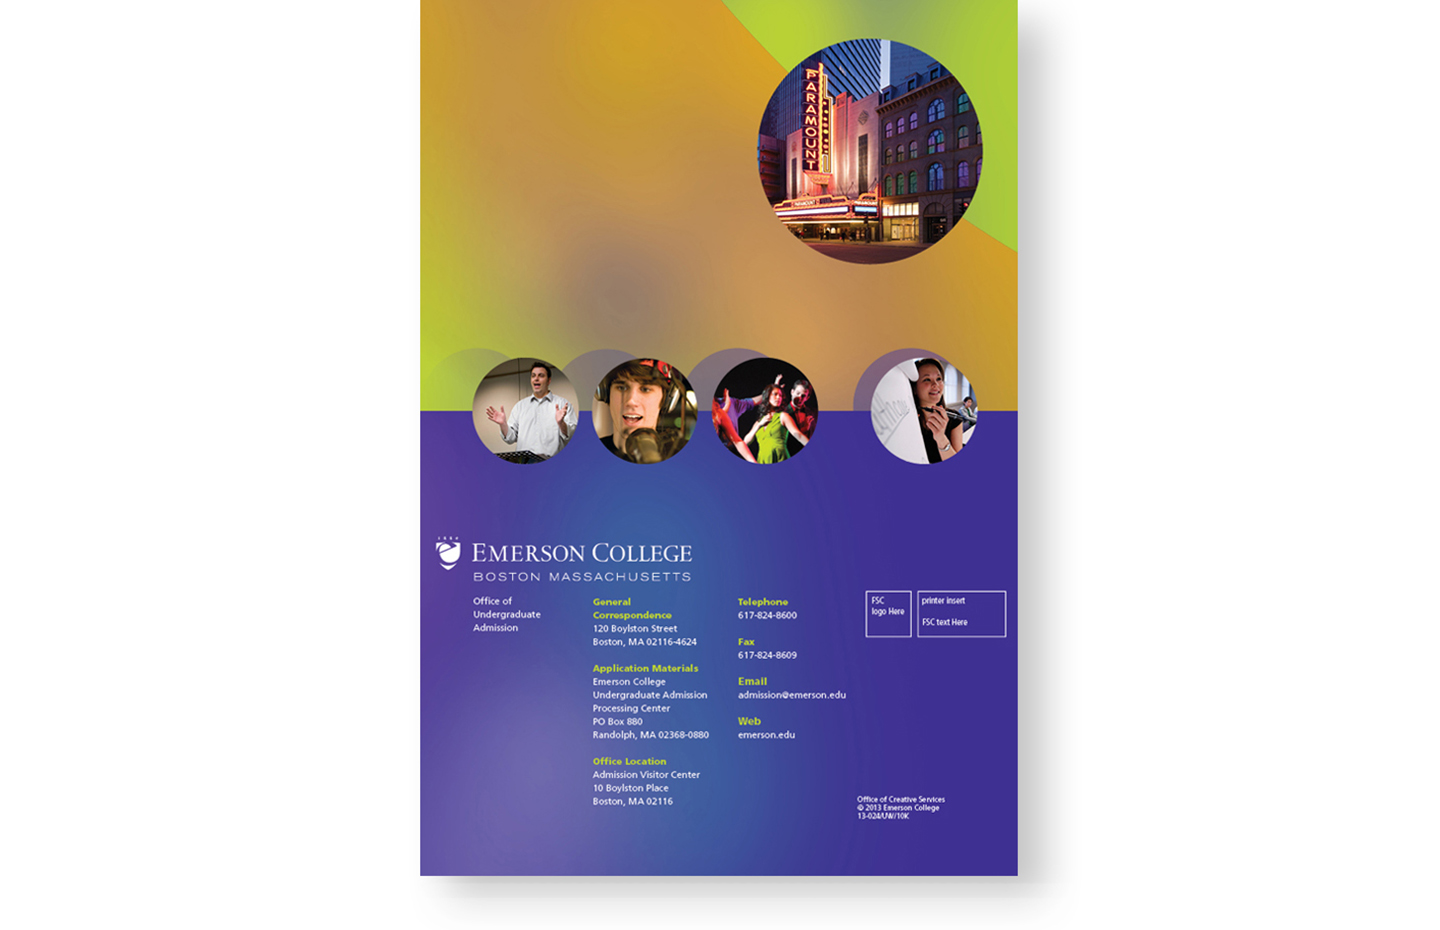 PARAMOUNT
PARAMOUNT
EMERSON COLLEGE
BOSTON MASSACHUSETTS
Office of
Undergraduate
Admission
General
Correspondence
120 Boylston Street
Boston, MA 02116-4624
Application Materials
Emerson College
Undergraduate Admission
Processing Center
PO Box 880
Randolph, MA 02368-0880
Office Location
Admission Visitor Center
10 Boylston Place
Boston, MA 02116
Telephone
617-824-8600
Fax
617-824-8609
Email
admission@emerson.edu
Web
emerson.edu
FSC
logo Here
printer insert
FSC text Here
Office of Creative Services
© 2013 Emerson College
13-024/UW/10K